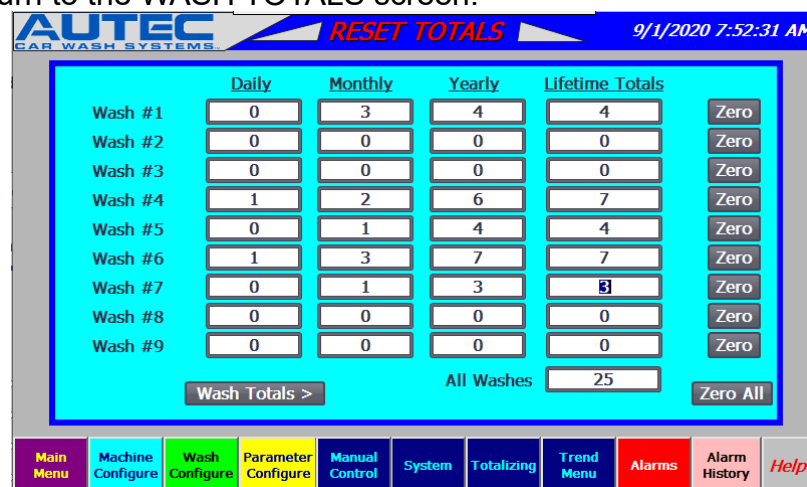 urn to the WASH TOTALS screen.
AUTEC RESET TOTALS 9/1/2020 7:52:31 AM
CAR WASH SYSTEMS
Daily Monthly Yearly Lifetime Totals
Wash #1 0 3 4 4 Zero
Wash #2 0 0 0 0 Zero
Wash #3 0 0 0 0 Zero
Wash #4 1 2 6 7 Zero
Wash #5 0 1 4 4 Zero
Wash #6 1 3 7 7 Zero
Wash #7 0 1 3 3 Zero
Wash #8 0 0 0 0 Zero
Wash #9 0 0 0 0 Zero
All Washes 25
Wash Totals > Zero All
Main Menu Machine Configure Wash Configure Parameter Configure Manual Control System Totalizing Trend Menu Alarms Alarm History Help